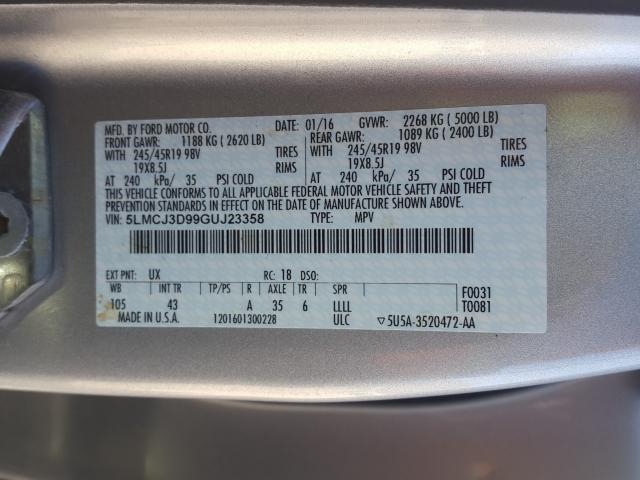 MFD. BY FORD MOTOR CO. DATE: 01/16 GVWR: 2268 KG ( 5000 LB)
FRONT GAWR: 1188 KG ( 2620 LB) REAR GAWR: 1089 KG ( 2400 LB)
WITH 245/45R19 98V TIRES WITH 245/45R19 98V TIRES
19X8.5J RIMS 19X8.5J RIMS
AT 240 kPa/ 35 PSI COLD AT 240 kPa/ 35 PSI COLD
THIS VEHICLE CONFORMS TO ALL APPLICABLE FEDERAL MOTOR VEHICLE SAFETY AND THEFT
PREVENTION STANDARDS IN EFFECT ON THE DATE OF MANUFACTURE SHOWN ABOVE.
VIN: 5LMCJ3D99GUJ23358 TYPE: MPV
EXT PNT: UX RC: 18 DSO:
WB INT TR TP/PS R AXLE TR SPR F0031
105 43 A 35 6 LLLL T0081
MADE IN U.S.A. 1201601300228 ULC ▽5U5A-3520472-AA